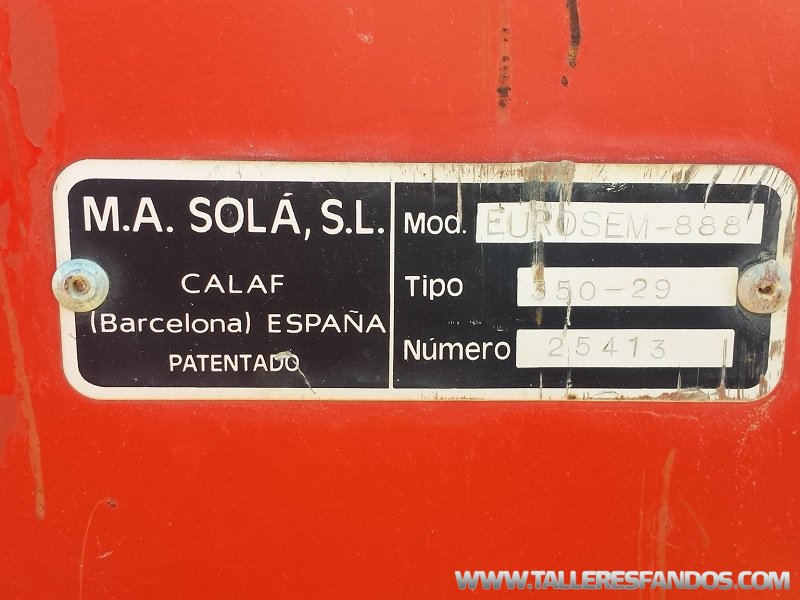 M.A. SOLÁ, S.L.
CALAF
(Barcelona) ESPAÑA
PATENTADO
Mod. EUROSEM-888
Tipo 350-29
Número 25413
WWW.TALLERESFANDOS.COM